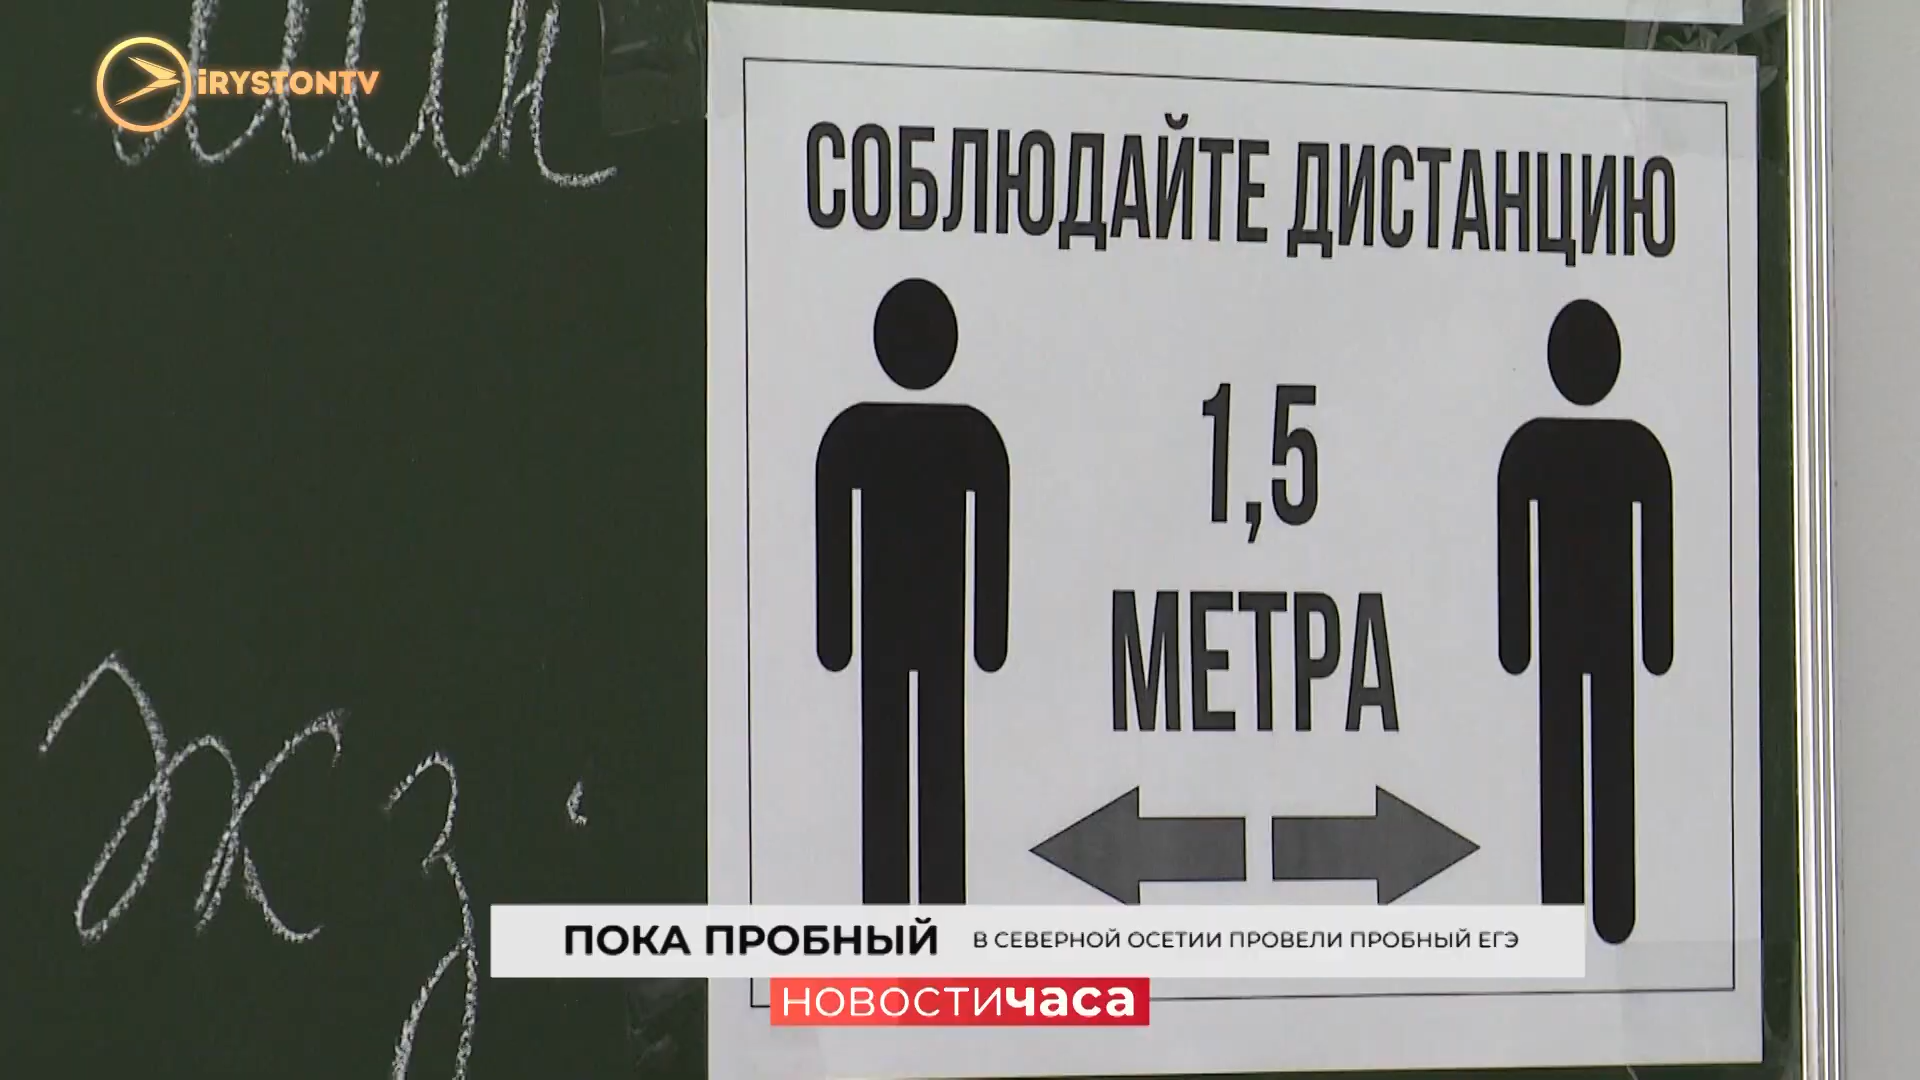 iRYSTONTV
СОБЛЮДАЙТЕ ДИСТАНЦИЮ
1,5
МЕТРА
ПОКА ПРОБНЫЙ В СЕВЕРНОЙ ОСЕТИИ ПРОВЕЛИ ПРОБНЫЙ ЕГЭ
НОВОСТИЧАСА